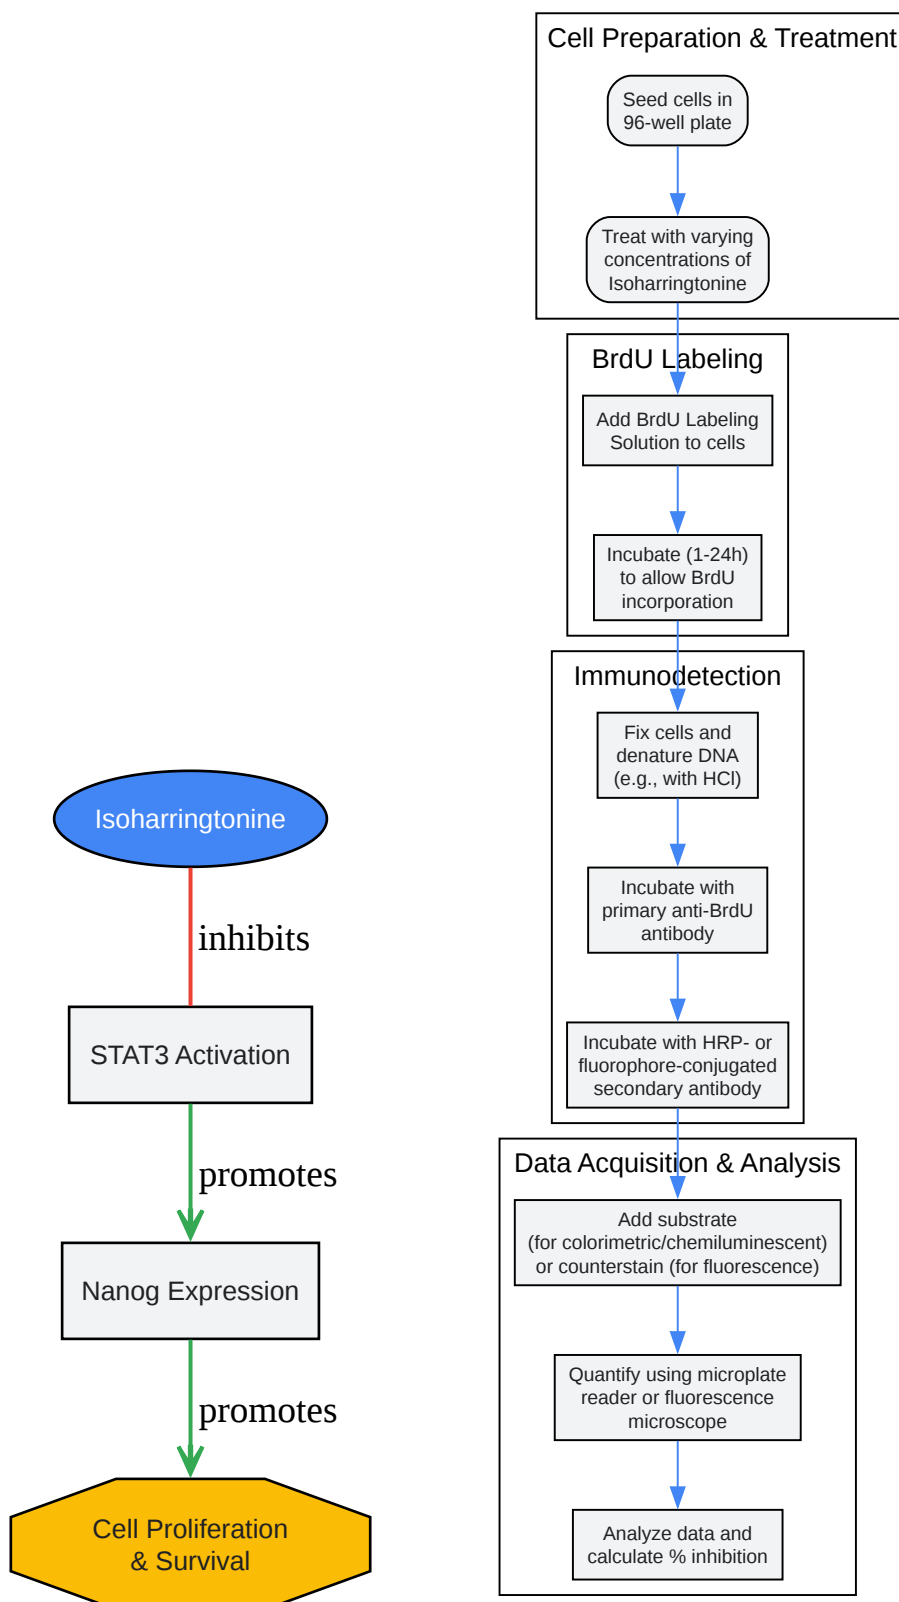 Cell Preparation & Treatment
Seed cells in
96-well plate
Treat with varying
concentrations of
Isoharringtonine
BrdU Labeling
Add BrdU Labeling
Solution to cells
Incubate (1-24h)
to allow BrdU
incorporation
Immunodetection
Fix cells and
denature DNA
(e.g., with HCl)
Incubate with
primary anti-BrdU
antibody
Incubate with HRP- or
fluorophore-conjugated
secondary antibody
Data Acquisition & Analysis
Add substrate
(for colorimetric/chemiluminescent)
or counterstain (for fluorescence)
Quantify using microplate
reader or fluorescence
microscope
Analyze data and
calculate % inhibition
Isoharringtonine
inhibits
STAT3 Activation
promotes
Nanog Expression
promotes
Cell Proliferation
& Survival